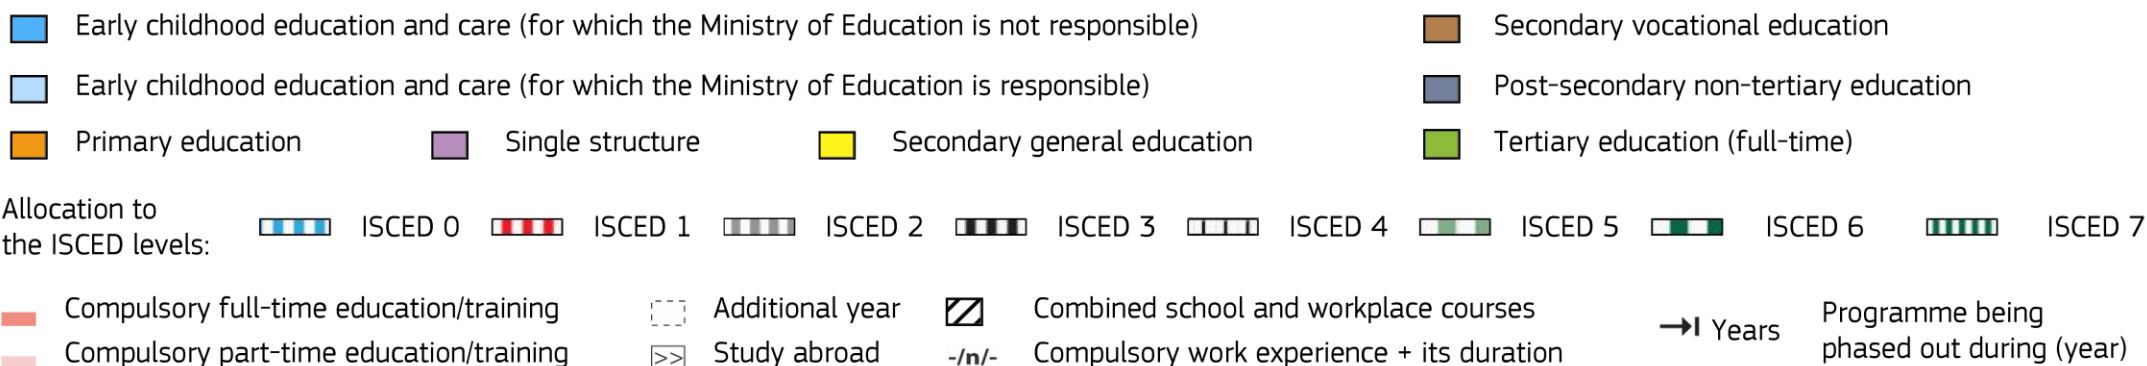 Early childhood education and care (for which the Ministry of Education is not responsible)
Secondary vocational education
Early childhood education and care (for which the Ministry of Education is responsible)
Post-secondary non-tertiary education
Primary education
Single structure
Secondary general education
Tertiary education (full-time)
Allocation to
the ISCED levels:
ISCED 0
ISCED 1
ISCED 2
ISCED 3
ISCED 4
ISCED 5
ISCED 6
ISCED 7
Compulsory full-time education/training
Additional year
Combined school and workplace courses
Compulsory part-time education/training
>> Study abroad
-/n/- Compulsory work experience + its duration
Years
Programme being
phased out during (year)